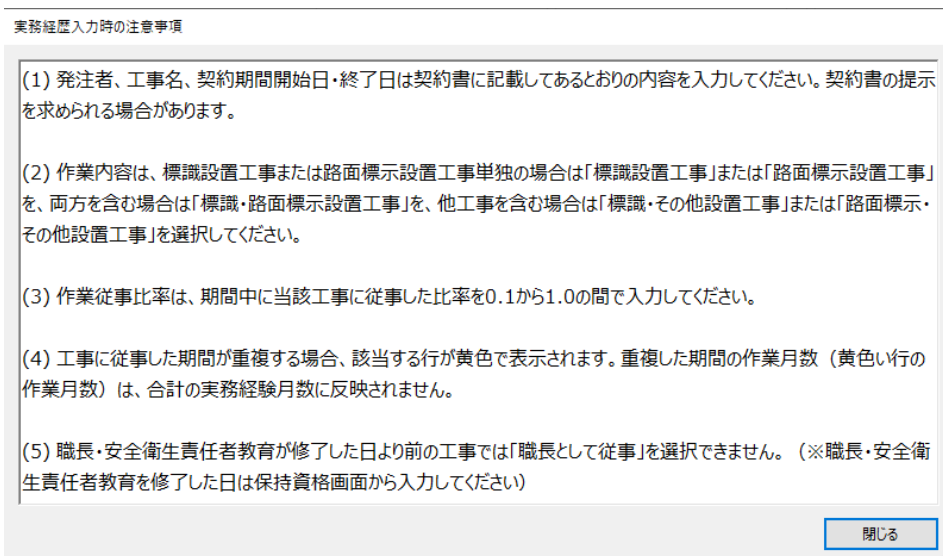 実務経歴入力時の注意事項
(1) 発注者、工事名、契約期間開始日・終了日は契約書に記載してあるとおりの内容を入力してください。契約書の提示
を求められる場合があります。
(2) 作業内容は、標識設置工事または路面標示設置工事単独の場合は「標識設置工事」または「路面標示設置工事」
を、両方を含む場合は「標識・路面標示設置工事」を、他工事を含む場合は「標識・その他設置工事」または「路面標示・
その他設置工事」を選択してください。
(3) 作業従事比率は、期間中に当該工事に従事した比率を0.1から1.0の間で入力してください。
(4) 工事に従事した期間が重複する場合、該当する行が黄色で表示されます。重複した期間の作業月数（黄色い行の
作業月数）は、合計の実務経験月数に反映されません。
(5) 職長・安全衛生責任者教育が修了した日より前の工事では「職長として従事」を選択できません。（※職長・安全衛
生責任者教育を修了した日は保持資格画面から入力してください）
閉じる